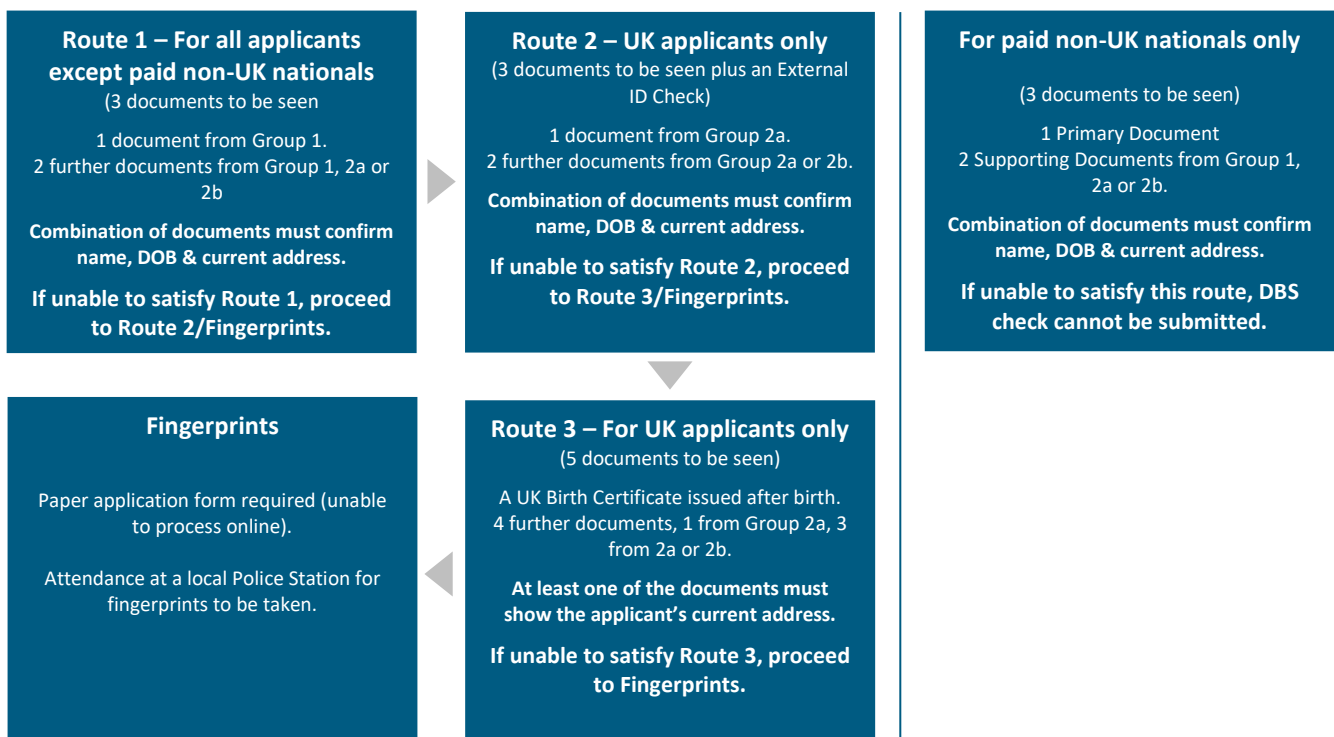 Route 1 – For all applicants
except paid non-UK nationals
(3 documents to be seen
1 document from Group 1.
2 further documents from Group 1, 2a or
2b
Combination of documents must confirm
name, DOB & current address.
If unable to satisfy Route 1, proceed
to Route 2/Fingerprints.
Route 2 – UK applicants only
(3 documents to be seen plus an External
ID Check)
1 document from Group 2a.
2 further documents from Group 2a or 2b.
Combination of documents must confirm
name, DOB & current address.
If unable to satisfy Route 2, proceed
to Route 3/Fingerprints.
For paid non-UK nationals only
(3 documents to be seen)
1 Primary Document
2 Supporting Documents from Group 1,
2a or 2b.
Combination of documents must confirm
name, DOB & current address.
If unable to satisfy this route, DBS
check cannot be submitted.
Fingerprints
Paper application form required (unable
to process online).
Attendance at a local Police Station for
fingerprints to be taken.
Route 3 – For UK applicants only
(5 documents to be seen)
A UK Birth Certificate issued after birth.
4 further documents, 1 from Group 2a, 3
from 2a or 2b.
At least one of the documents must
show the applicant’s current address.
If unable to satisfy Route 3, proceed
to Fingerprints.